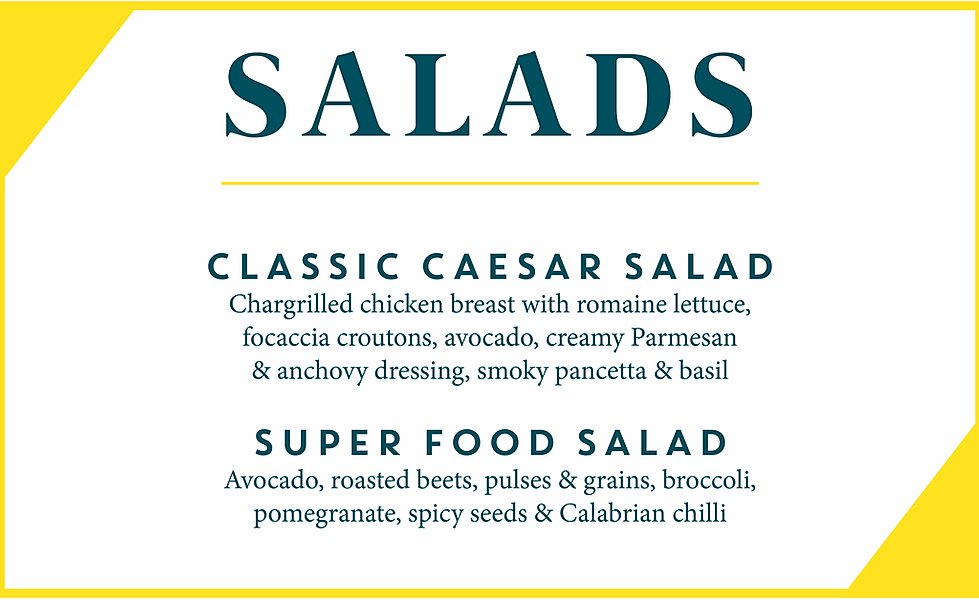 SALADS
CLASSIC CAESAR SALAD
Chargrilled chicken breast with romaine lettuce,
focaccia croutons, avocado, creamy Parmesan
& anchovy dressing, smoky pancetta & basil
SUPER FOOD SALAD
Avocado, roasted beets, pulses & grains, broccoli,
pomegranate, spicy seeds & Calabrian chilli